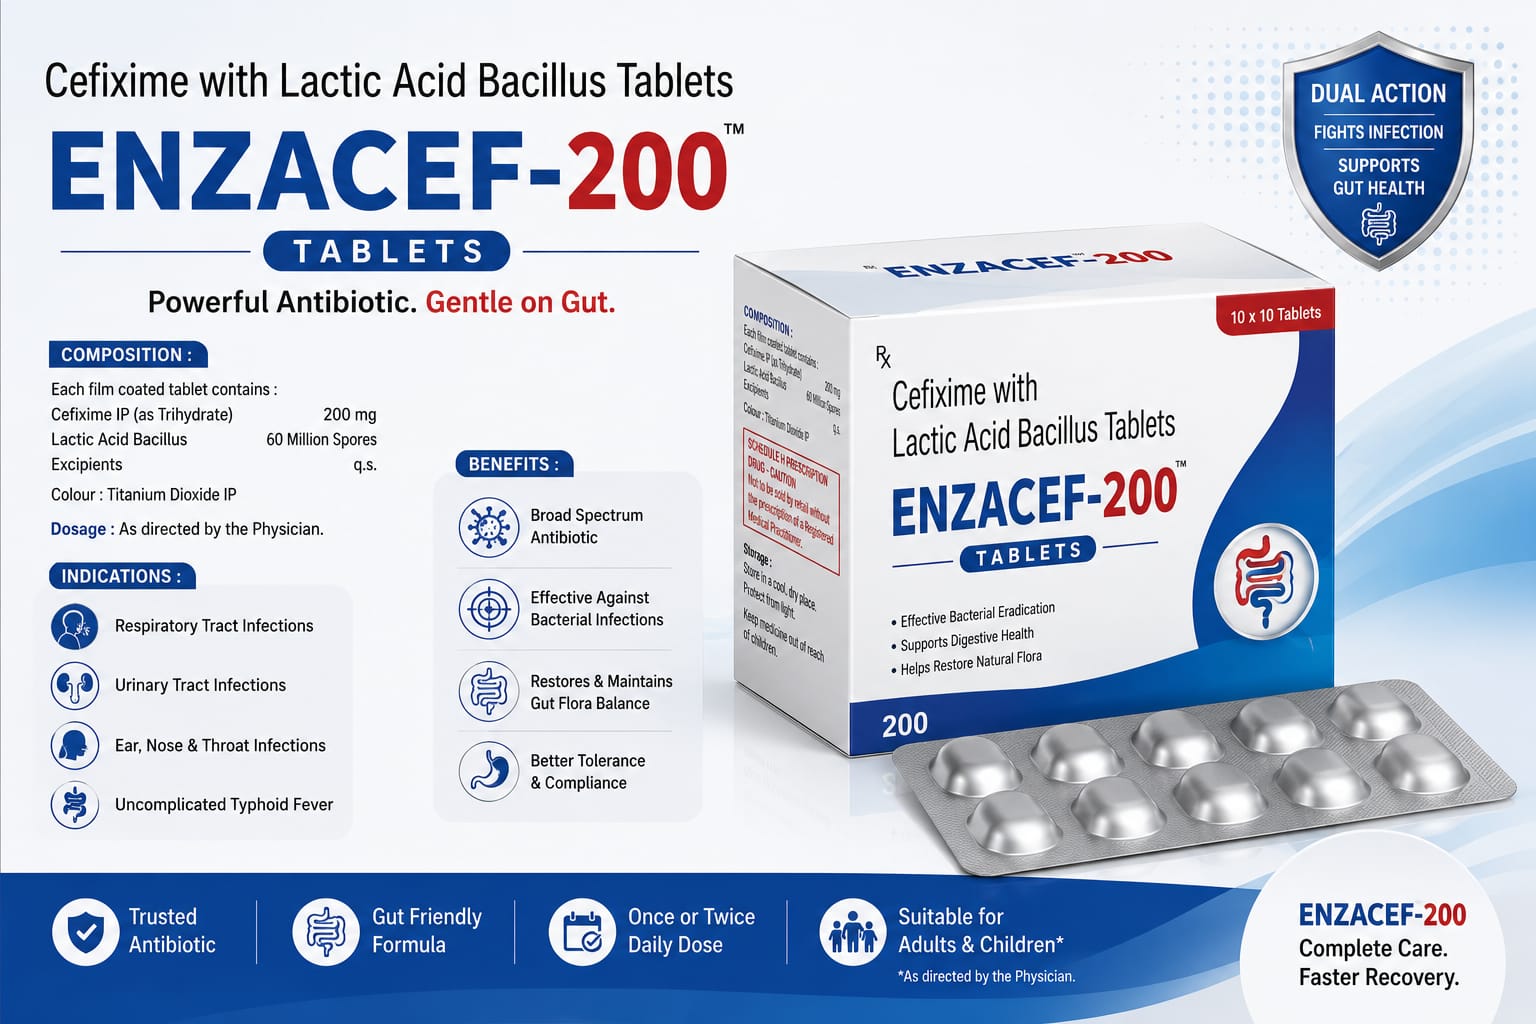 Cefixime with Lactic Acid Bacillus Tablets
ENZACEF-200™
TABLETS
Powerful Antibiotic. Gentle on Gut.
COMPOSITION :
Each film coated tablet contains :
Cefixime IP (as Trihydrate) 200 mg
Lactic Acid Bacillus 60 Million Spores
Excipients q.s.
Colour : Titanium Dioxide IP
Dosage : As directed by the Physician.
INDICATIONS :
Respiratory Tract Infections
Urinary Tract Infections
Ear, Nose & Throat Infections
Uncomplicated Typhoid Fever
BENEFITS :
Broad Spectrum
Antibiotic
Effective Against
Bacterial Infections
Restores & Maintains
Gut Flora Balance
Better Tolerance
& Compliance
DUAL ACTION
FIGHTS INFECTION
SUPPORTS
GUT HEALTH
ENZACEF-200
COMPOSITION :
Each film coated tablet contains :
Cefixime IP (as Trihydrate) 200 mg
Lactic Acid Bacillus 60 Million Spores
Excipients q.s.
Colour : Titanium Dioxide IP
SCHEDULE H PRESCRIPTION
DRUG - CAUTION
Not to be sold by retail without
the prescription of a Registered
Medical Practitioner.
Storage :
Store in a cool, dry place.
Protect from light.
Keep medicine out of reach
of children.
10 x 10 Tablets
Rx
Cefixime with
Lactic Acid Bacillus Tablets
ENZACEF-200™
TABLETS
• Effective Bacterial Eradication
• Supports Digestive Health
• Helps Restore Natural Flora
200
Trusted
Antibiotic
Gut Friendly
Formula
Once or Twice
Daily Dose
Suitable for
Adults & Children*
*As directed by the Physician.
ENZACEF-200
Complete Care.
Faster Recovery.